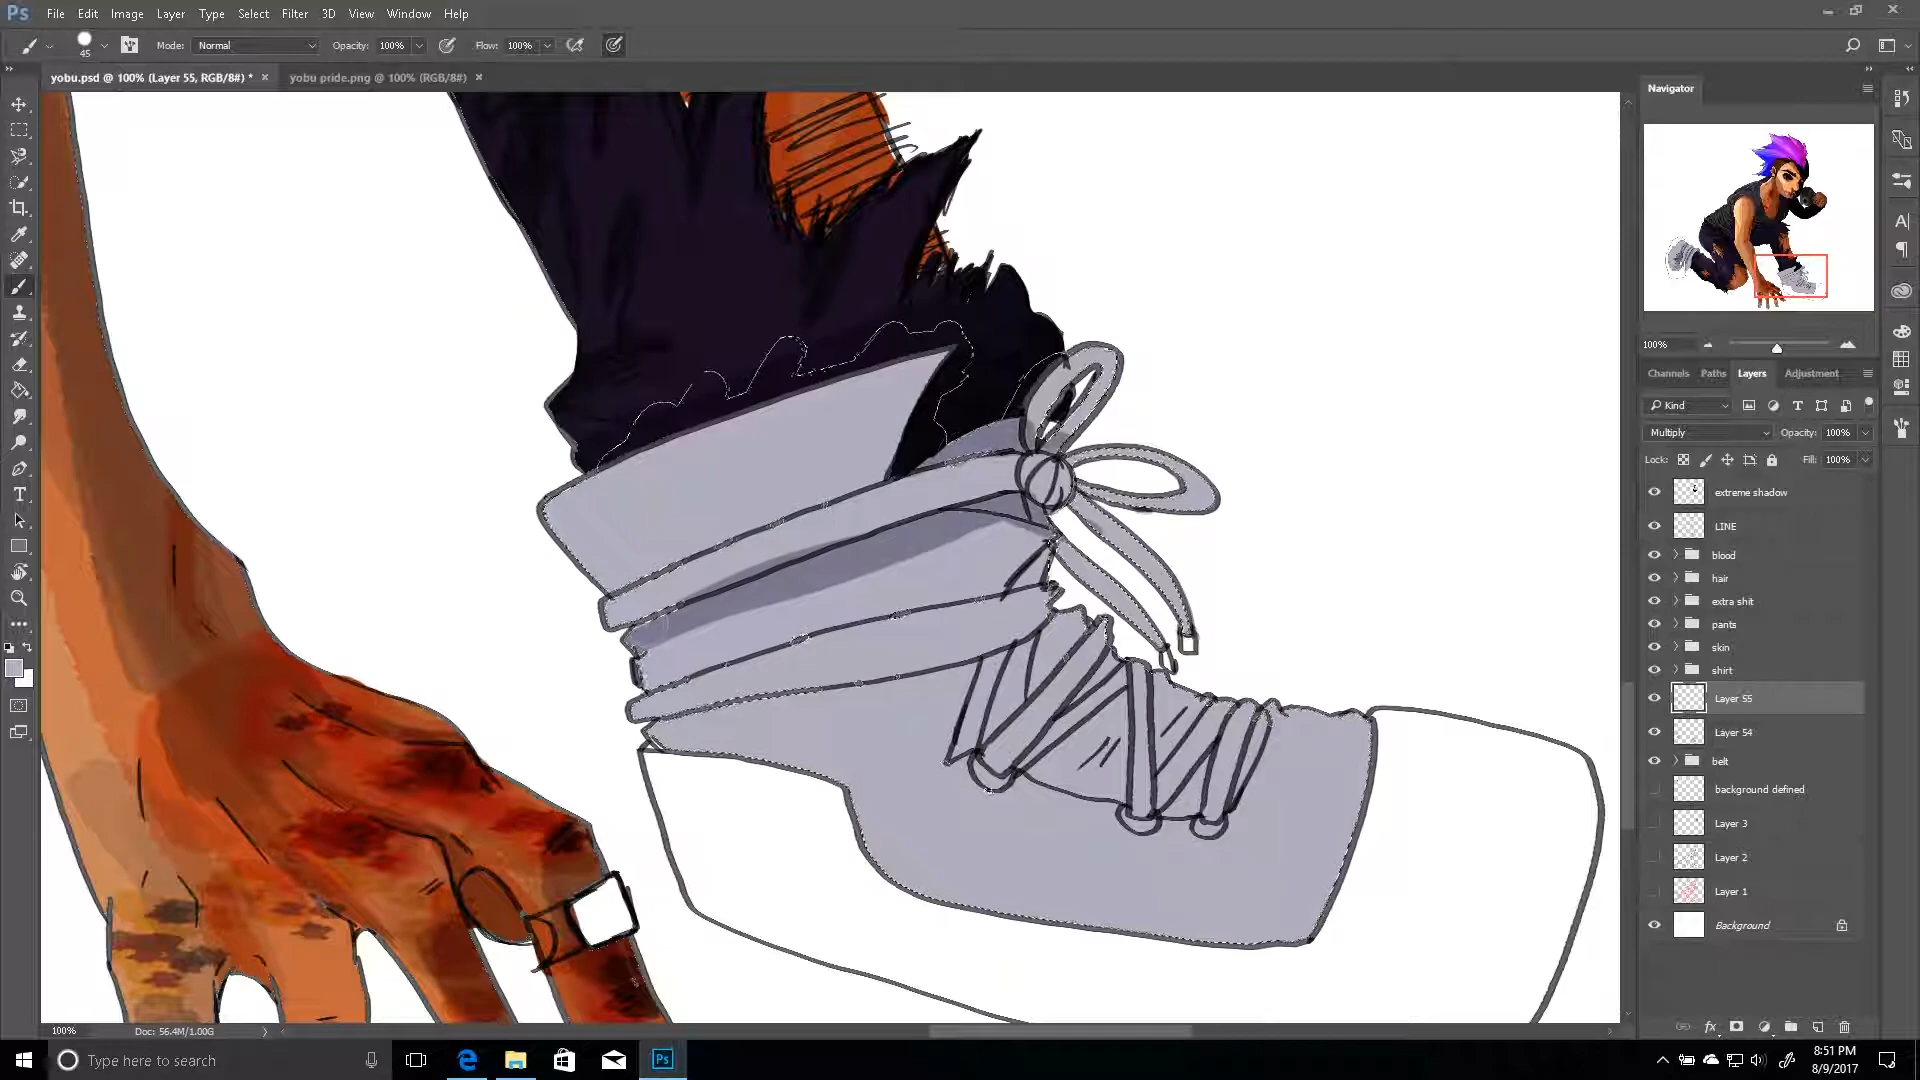 Ps File Edit Image Layer Type Select Filter 3D View Window Help
45 Mode: Normal Opacity: 100% Flow: 100%
yobu.psd @ 100% (Layer 55, RGB/8#) * × yobu pride.png @ 100% (RGB/8#) ×
Navigator
100%
Channels Paths Layers Adjustment
Kind
Multiply Opacity: 100%
Lock: Fill: 100%
extreme shadow
LINE
blood
hair
extra shit
pants
skin
shirt
Layer 55
Layer 54
belt
background defined
Layer 3
Layer 2
Layer 1
Background
100% Doc: 56.4M/1.00G
Type here to search
Ps
8:51 PM
8/9/2017